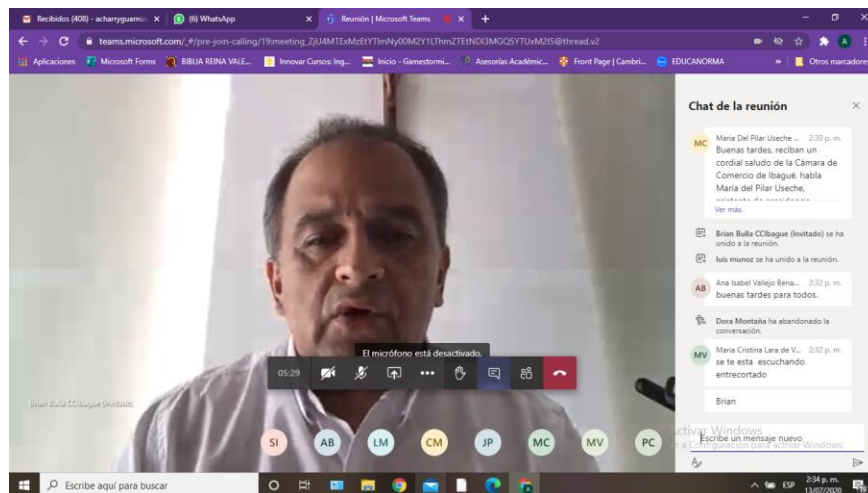 Recibidos (408) - acharryguarniz
(6) WhatsApp
Reunión | Microsoft Teams
teams.microsoft.com/_#/pre-join-calling/19:meeting_
@thread.v2
Aplicaciones
Microsoft Forms
BIBLIA REINA VALE...
Innovar Cursos: Ing...
Inicio - Gamestormi...
Asesorías Académic...
Front Page | Cambri...
EDUCANORMA
»
Otros marcadores
Chat de la reunión
MC
Maria Del Pilar Useche ... 2:30 p. m.
Buenas tardes, reciban un
cordial saludo de la Cámara de
Comercio de Ibagué, habla
María del Pilar Useche,
Ver más
Brian Bulla CCIbague (Invitado) se ha
unido a la reunión.
luis munoz se ha unido a la reunión.
AB
Ana Isabel Vallejo Bena... 2:32 p. m.
buenas tardes para todos.
Dora Montaña ha abandonado la
conversación.
MV
Maria Cristina Lara de V... 2:32 p. m.
se te esta escuchando
entrecortado
Brian
El micrófono está desactivado.
05:29
Brian Bulla CCIbague (Invitado)
SI
AB
LM
CM
JP
MC
MV
PC
Activar Windows
Escribe un mensaje nuevo
Configuración para activar Windows.
Escribe aquí para buscar
ESP
2:34 p. m.
13/07/2020